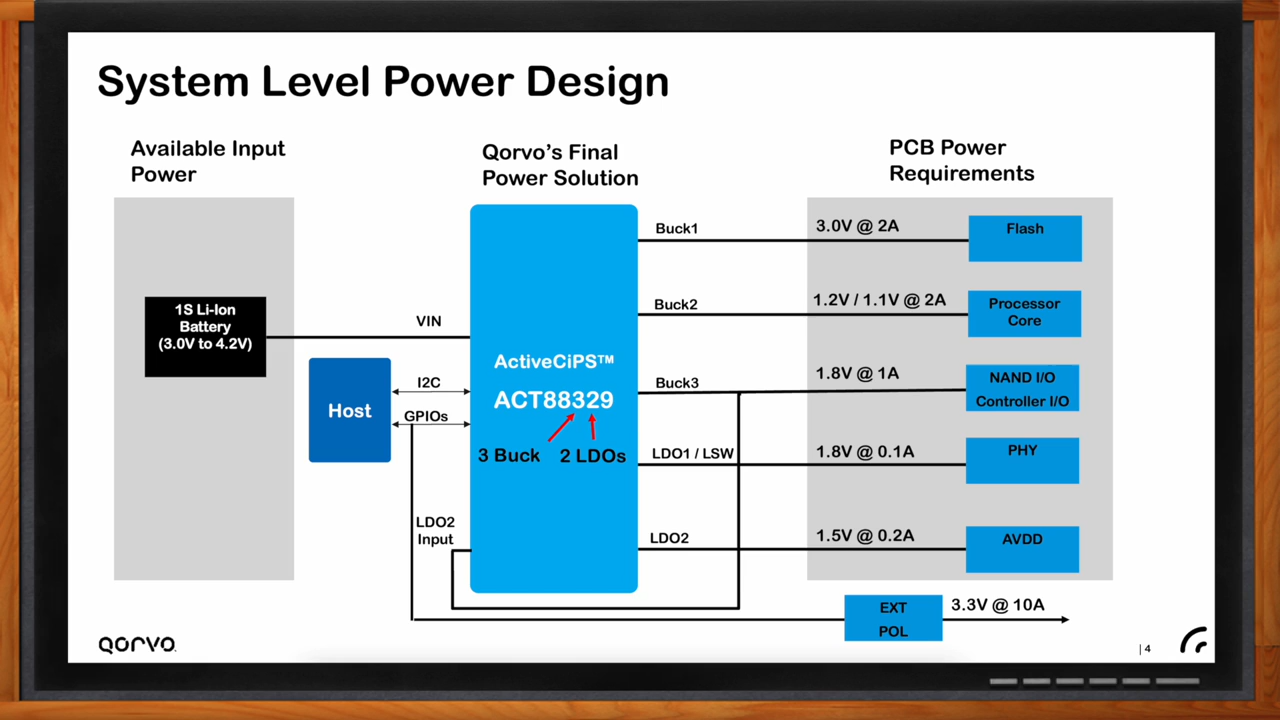 System Level Power Design
Available Input
Power
Qorvo's Final
Power Solution
PCB Power
Requirements
1S Li-Ion
Battery
(3.0V to 4.2V)
VIN
Host
I2C
GPIOs
LDO2
Input
ActiveCiPS™
ACT88329
3 Buck
2 LDOs
Buck1
3.0V @ 2A
Flash
Buck2
1.2V / 1.1V @ 2A
Processor
Core
Buck3
1.8V @ 1A
NAND I/O
Controller I/O
LDO1 / LSW
1.8V @ 0.1A
PHY
LDO2
1.5V @ 0.2A
AVDD
EXT
POL
3.3V @ 10A
QORVO
| 4